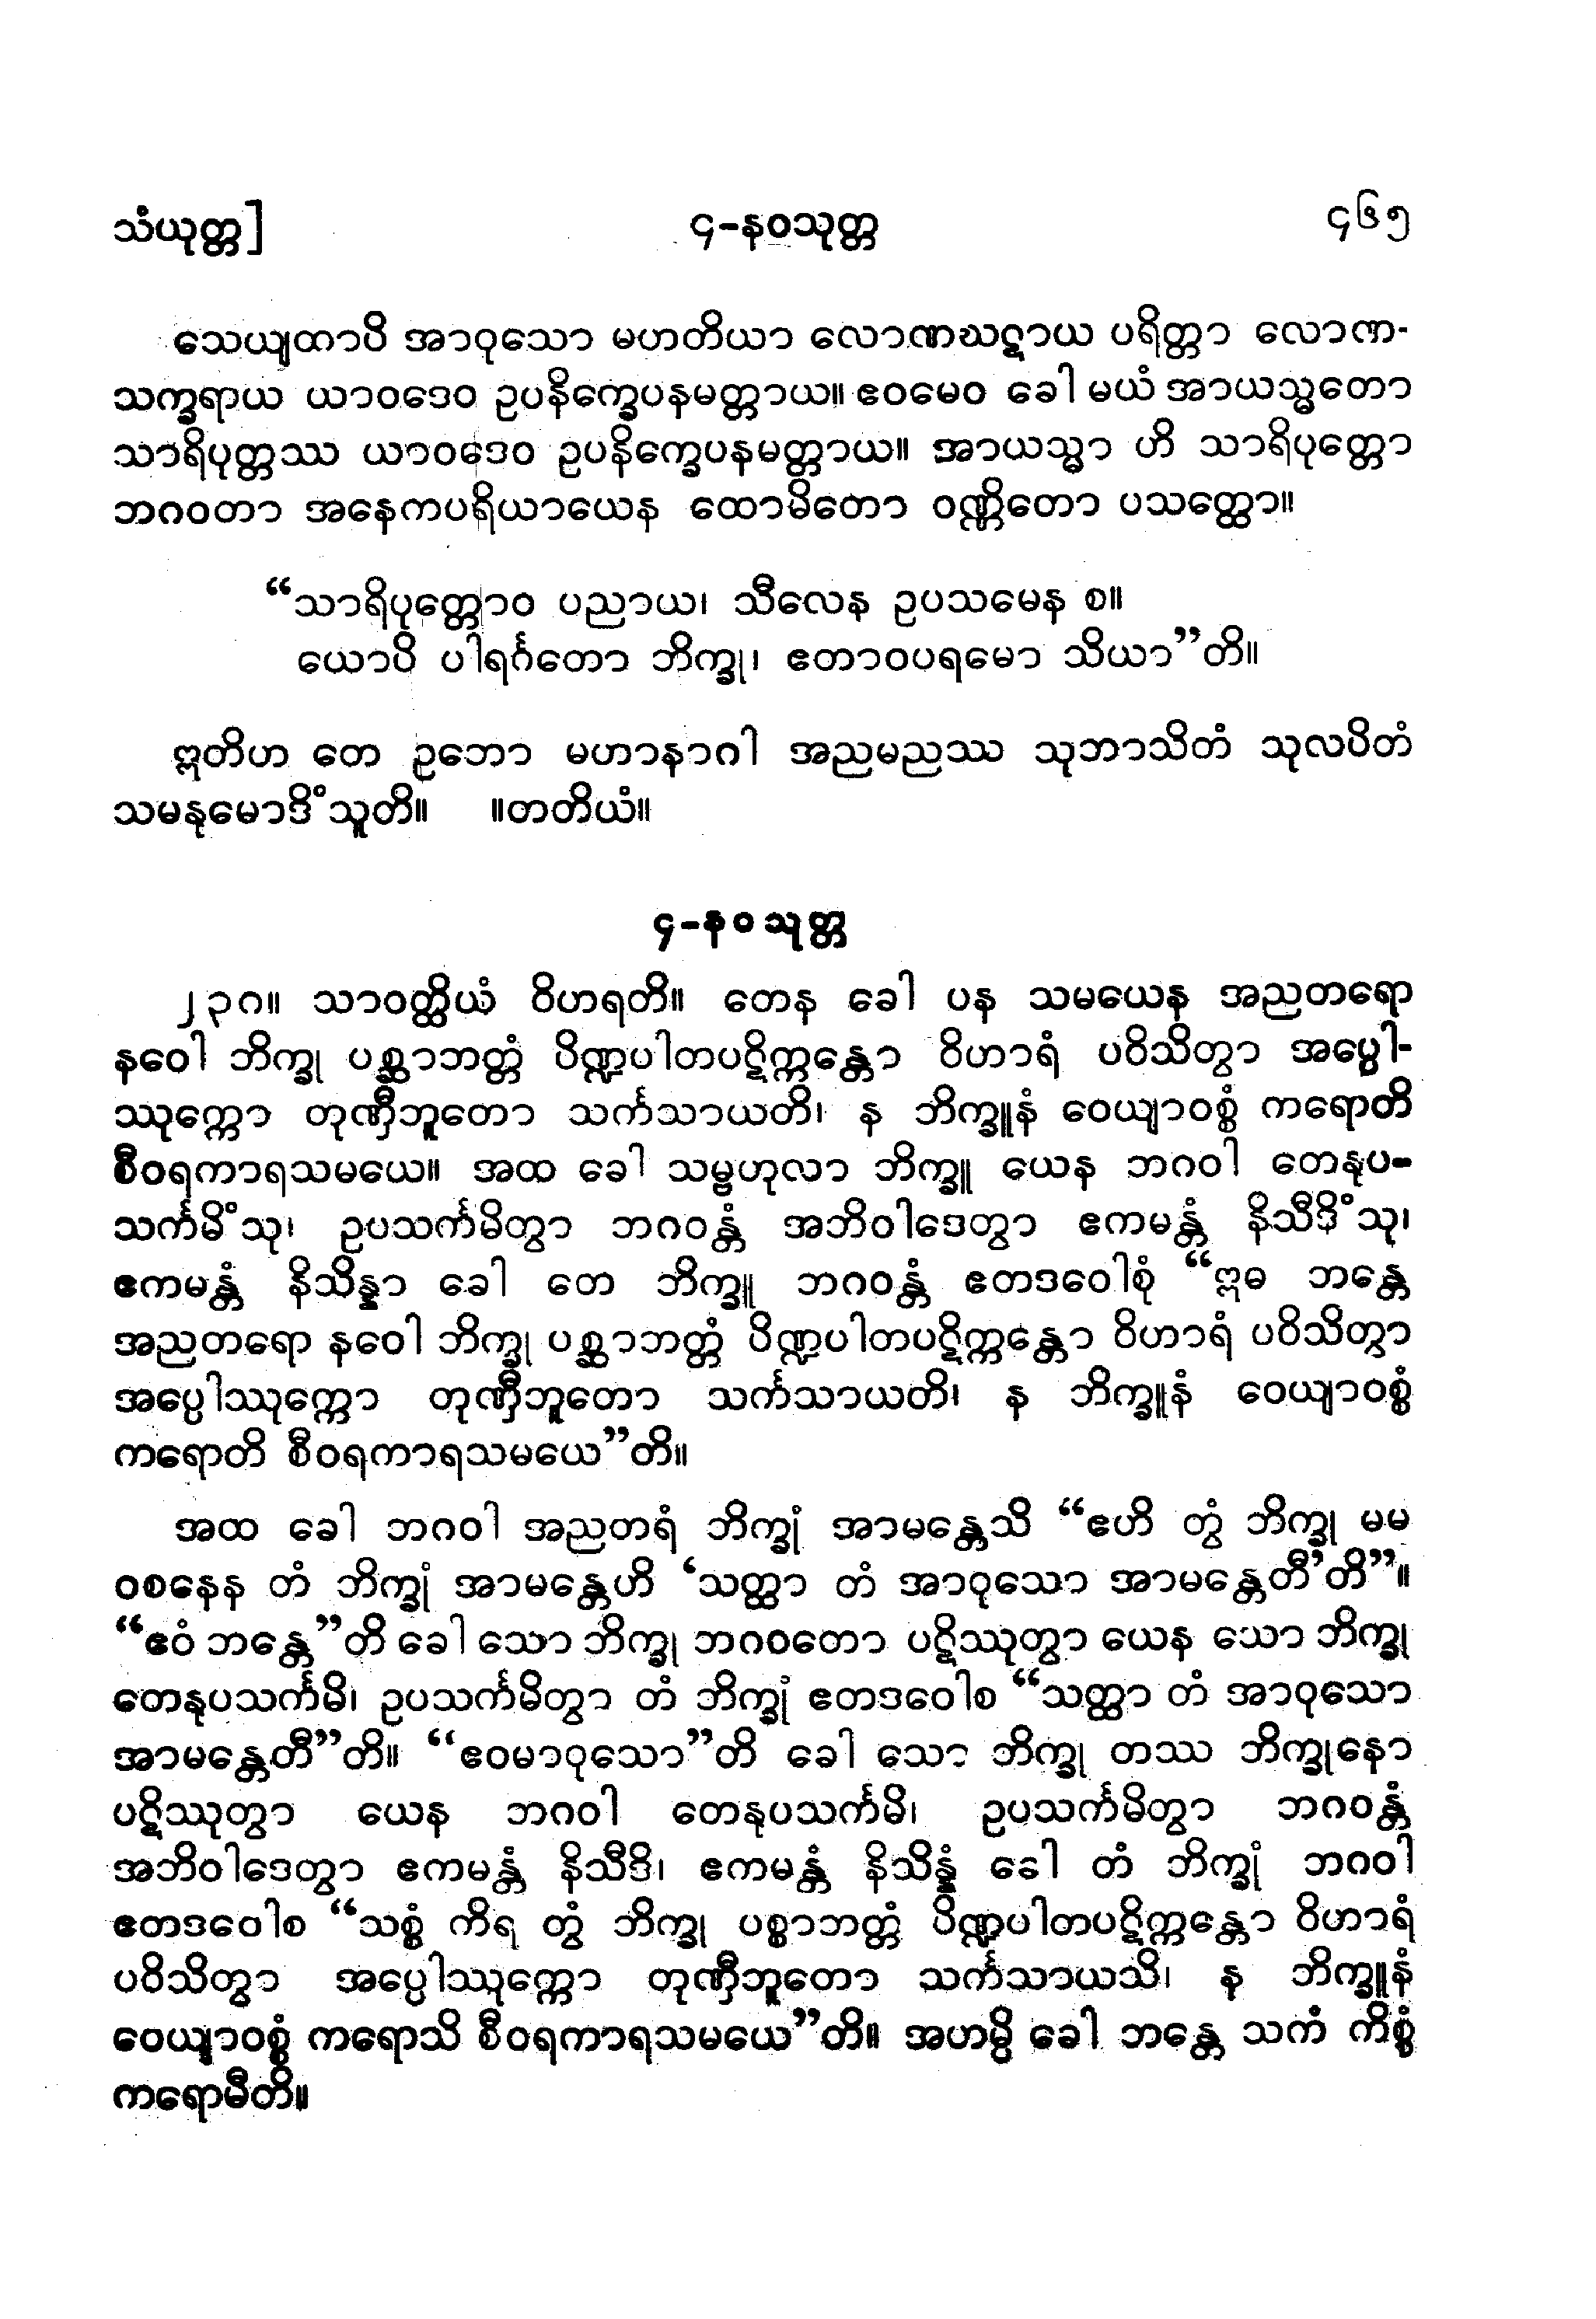 သံယုတ္တ] ၄-နဝသုတ္တ ၄၆၅
သေယျထာပိ အာဝုသော မဟတိယာ လောဏဃဋာယ ပရိတ္တာ လောဏ-
သက္ခရာယ ယာဝဒေဝ ဥပနိက္ခေပနမတ္တာယ။ ဧဝမေဝ ခေါ မယံ အာယသ္မတော
သာရိပုတ္တဿ ယာဝဒေဝ ဥပနိက္ခေပနမတ္တာယ။ အာယသ္မာ ဟိ သာရိပုတ္တော
ဘဂဝတာ အနေကပရိယာယေန ထောမိတော ဝဏ္ဏိတော ပသတ္ထော။
“သာရိပုတ္တောဝ ပညာယ၊ သီလေန ဥပသမေန စ။
ယောပိ ပါရင်္ဂတော ဘိက္ခု၊ ဧတာဝပရမော သိယာ”တိ။
ဣတိဟ တေ ဥဘော မဟာနာဂါ အညမညဿ သုဘာသိတံ သုလပိတံ
သမနုမောဒိံသူတိ။ ။တတိယံ။
၄-နဝသုတ္တ
၂၃၈။ သာဝတ္ထိယံ ဝိဟရတိ။ တေန ခေါ ပန သမယေန အညတရော
နဝေါ ဘိက္ခု ပစ္ဆာဘတ္တံ ပိဏ္ဍပါတပဋိက္ကန္တော ဝိဟာရံ ပဝိသိတွာ အပ္ပေါ-
ဿုက္ကော တုဏှီဘူတော သင်္ကသာယတိ၊ န ဘိက္ခူနံ ဝေယျာဝစ္စံ ကရောတိ
စီဝရကာရသမယေ။ အထ ခေါ သမ္ဗဟုလာ ဘိက္ခူ ယေန ဘဂဝါ တေနုပ-
သင်္ကမိံသု၊ ဥပသင်္ကမိတွာ ဘဂဝန္တံ အဘိဝါဒေတွာ ဧကမန္တံ နိသီဒိံသု၊
ဧကမန္တံ နိသိန္နာ ခေါ တေ ဘိက္ခူ ဘဂဝန္တံ ဧတဒဝေါစုံ “ဣဓ ဘန္တေ
အညတရော နဝေါ ဘိက္ခု ပစ္ဆာဘတ္တံ ပိဏ္ဍပါတပဋိက္ကန္တော ဝိဟာရံ ပဝိသိတွာ
အပ္ပေါဿုက္ကော တုဏှီဘူတော သင်္ကသာယတိ၊ န ဘိက္ခူနံ ဝေယျာဝစ္စံ
ကရောတိ စီဝရကာရသမယေ”တိ။
အထ ခေါ ဘဂဝါ အညတရံ ဘိက္ခုံ အာမန္တေသိ “ဧဟိ တွံ ဘိက္ခု မမ
ဝစနေန တံ ဘိက္ခုံ အာမန္တေဟိ ‘သတ္ထာ တံ အာဝုသော အာမန္တေတီ’တိ”။
“ဧဝံ ဘန္တေ”တိ ခေါ သော ဘိက္ခု ဘဂဝတော ပဋိဿုတွာ ယေန သော ဘိက္ခု
တေနုပသင်္ကမိ၊ ဥပသင်္ကမိတွာ တံ ဘိက္ခုံ ဧတဒဝေါစ “သတ္ထာ တံ အာဝုသော
အာမန္တေတီ”တိ။ “ဧဝမာဝုသော”တိ ခေါ သော ဘိက္ခု တဿ ဘိက္ခုနော
ပဋိဿုတွာ ယေန ဘဂဝါ တေနုပသင်္ကမိ၊ ဥပသင်္ကမိတွာ ဘဂဝန္တံ
အဘိဝါဒေတွာ ဧကမန္တံ နိသီဒိ၊ ဧကမန္တံ နိသိန္နံ ခေါ တံ ဘိက္ခုံ ဘဂဝါ
ဧတဒဝေါစ “သစ္စံ ကိရ တွံ ဘိက္ခု ပစ္စာဘတ္တံ ပိဏ္ဍပါတပဋိက္ကန္တော ဝိဟာရံ
ပဝိသိတွာ အပ္ပေါဿုက္ကော တုဏှီဘူတော သင်္ကသာယသိ၊ န ဘိက္ခူနံ
ဝေယျာဝစ္စံ ကရောသိ စီဝရကာရသမယေ”တိ။ အဟမ္ပိ ခေါ ဘန္တေ သကံ ကိစ္စံ
ကရောမီတိ။